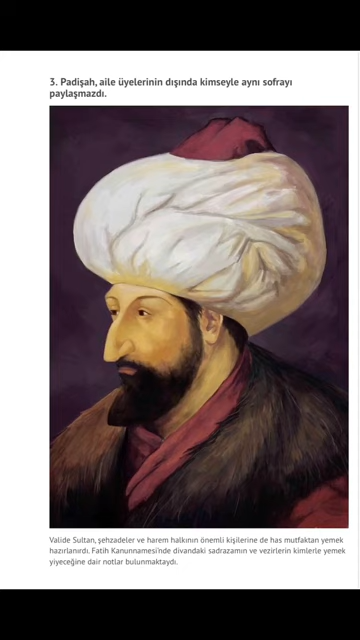 3. Padişah, aile üyelerinin dışında kimseyle aynı sofrayı
paylaşmazdı.
Valide Sultan, şehzadeler ve harem halkının önemli kişilerine de has mutfaktan yemek
hazırlanırdı. Fatih Kanunnamesi'nde divandaki sadrazamın ve vezirlerin kimlerle yemek
yiyeceğine dair notlar bulunmaktaydı.